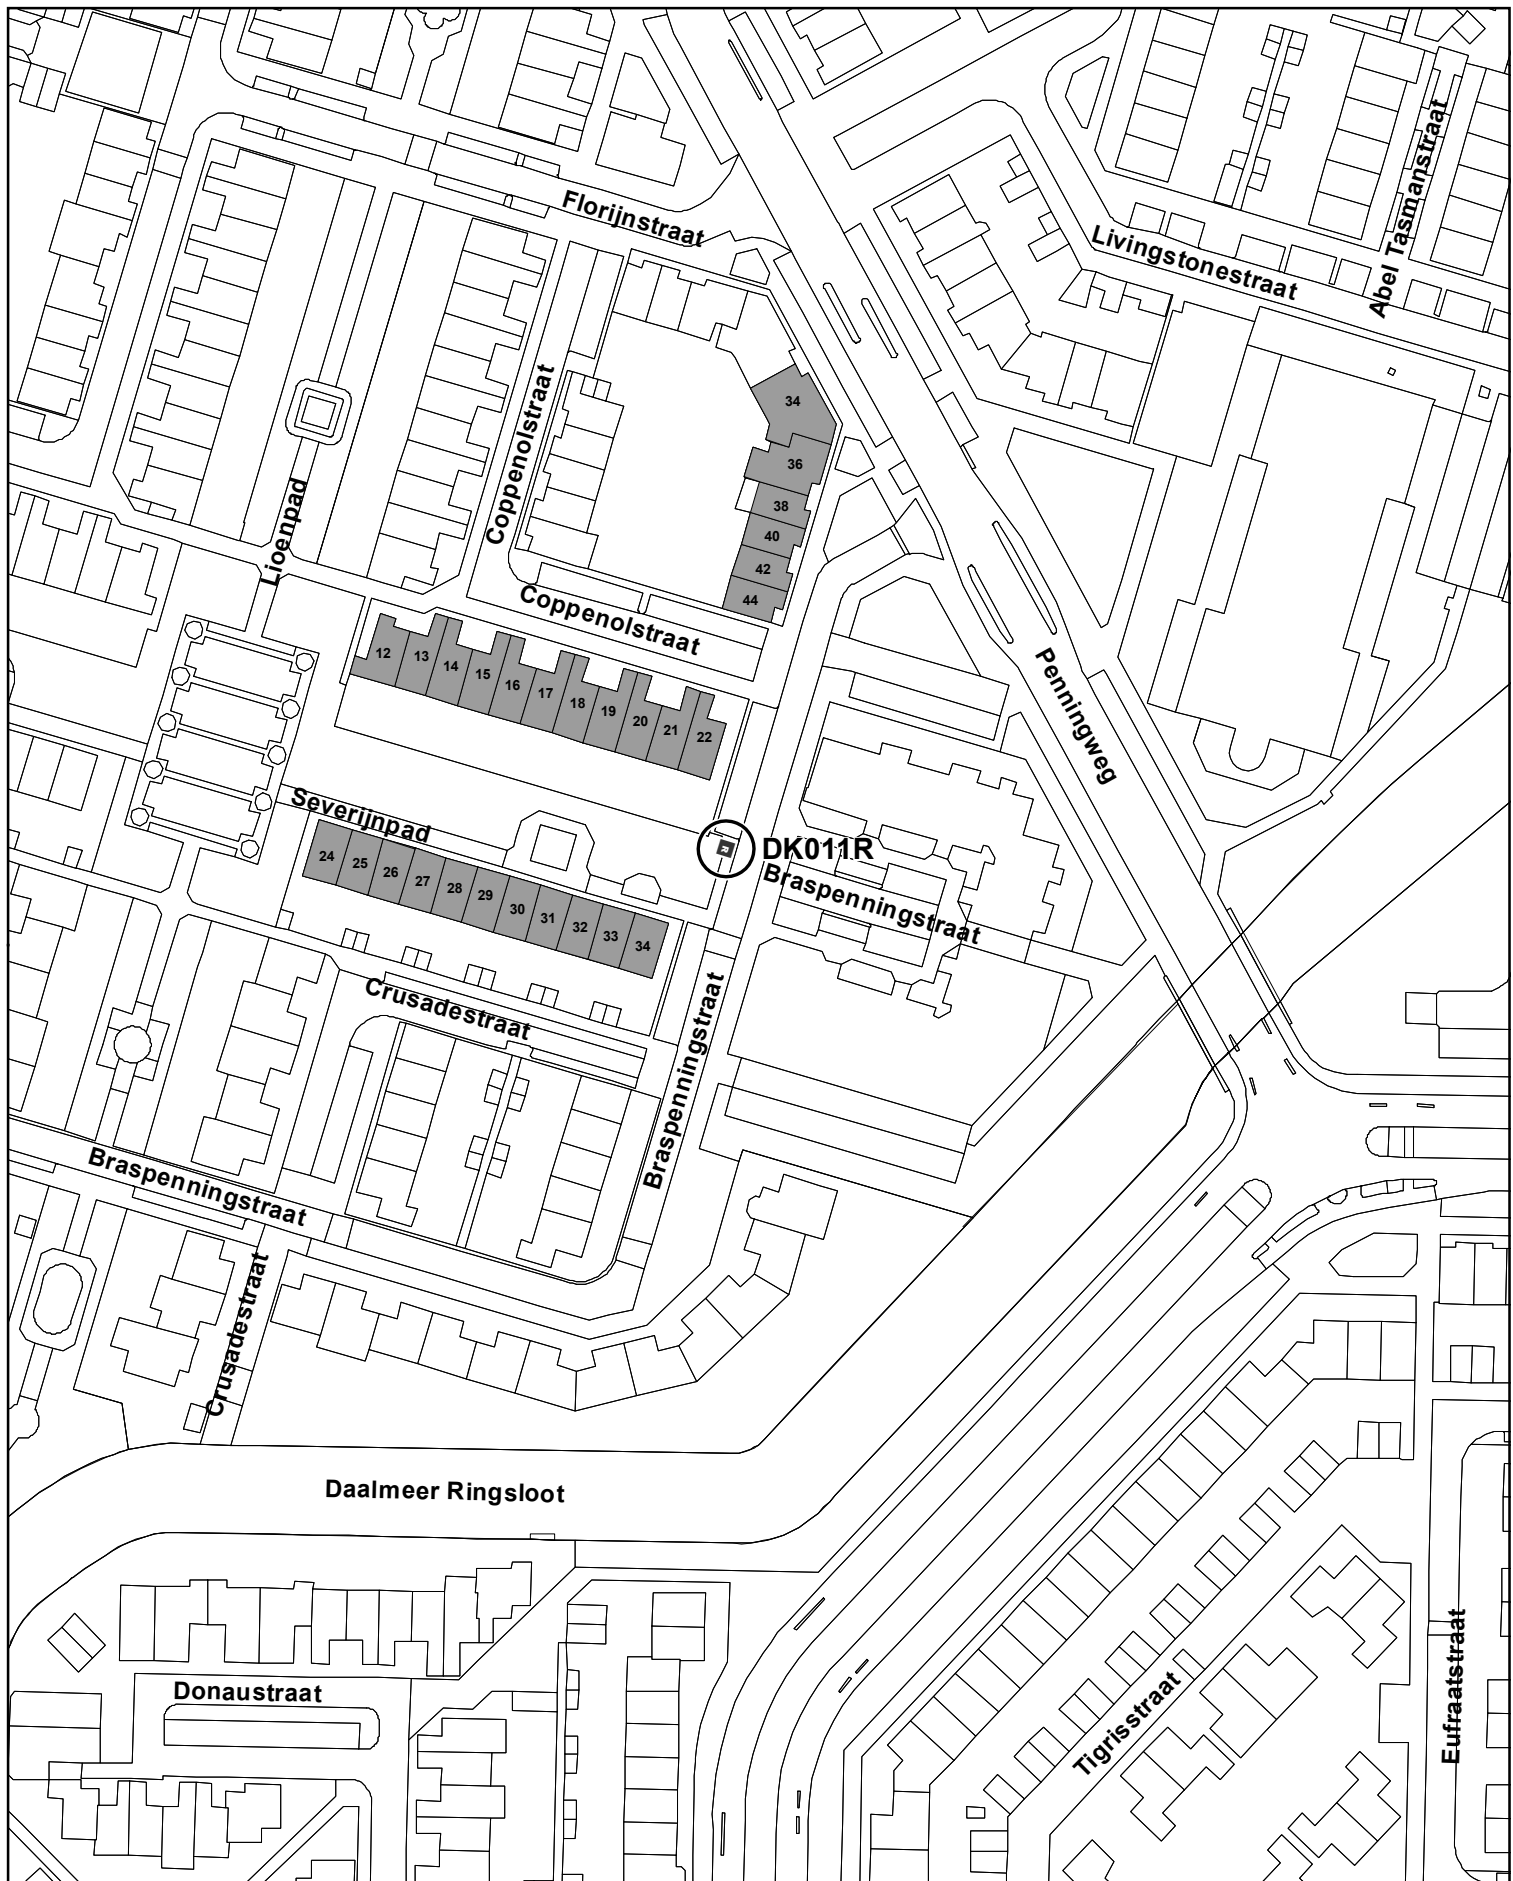 Florijnstraat
Livingstonestraat
Abel Tasmanstraat
Coppenolstraat
Lioenpad
34
36
38
40
42
44
Coppenolstraat
12
13
14
15
16
17
18
19
20
21
22
Penningweg
Severijnpad
DK011R
Braspenningstraat
24
25
26
27
28
29
30
31
32
33
34
Crusadestraat
Braspenningstraat
Braspenningstraat
Crusadestraat
Daalmeer Ringsloot
Donaustraat
Tigrisstraat
Eufraatstraat